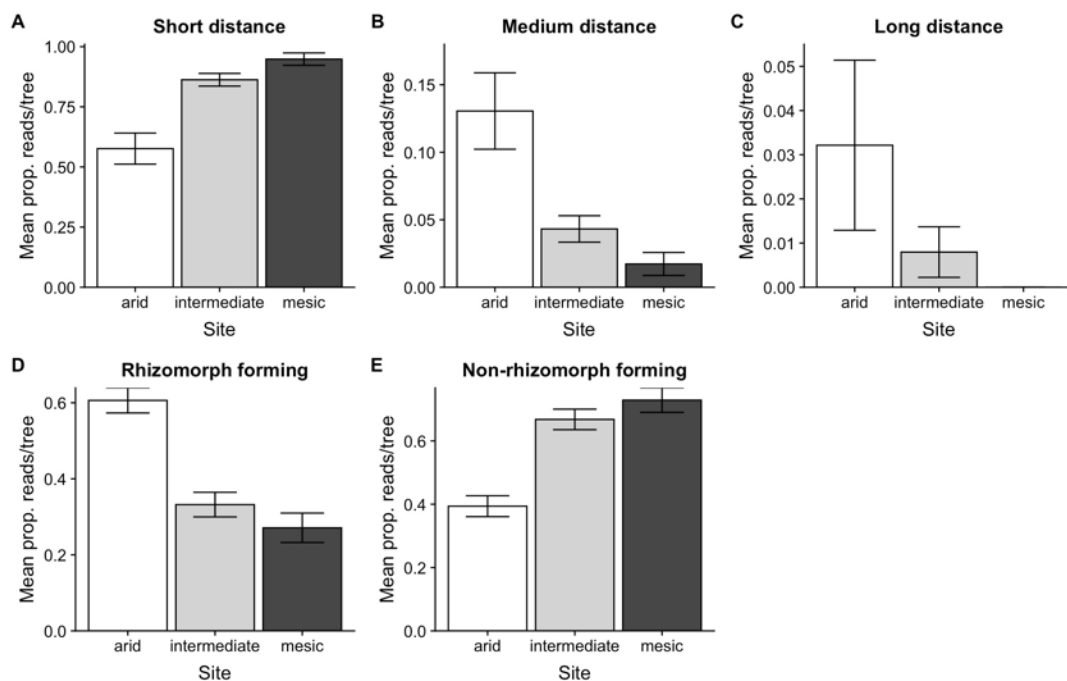 A
Short distance
Mean prop. reads/tree
1.00
0.75
0.50
0.25
0.00
arid intermediate mesic
Site
B
Medium distance
Mean prop. reads/tree
0.15
0.10
0.05
0.00
arid intermediate mesic
Site
C
Long distance
Mean prop. reads/tree
0.05
0.04
0.03
0.02
0.01
0.00
arid intermediate mesic
Site
D
Rhizomorph forming
Mean prop. reads/tree
0.6
0.4
0.2
0.0
arid intermediate mesic
Site
E
Non-rhizomorph forming
Mean prop. reads/tree
0.6
0.4
0.2
0.0
arid intermediate mesic
Site